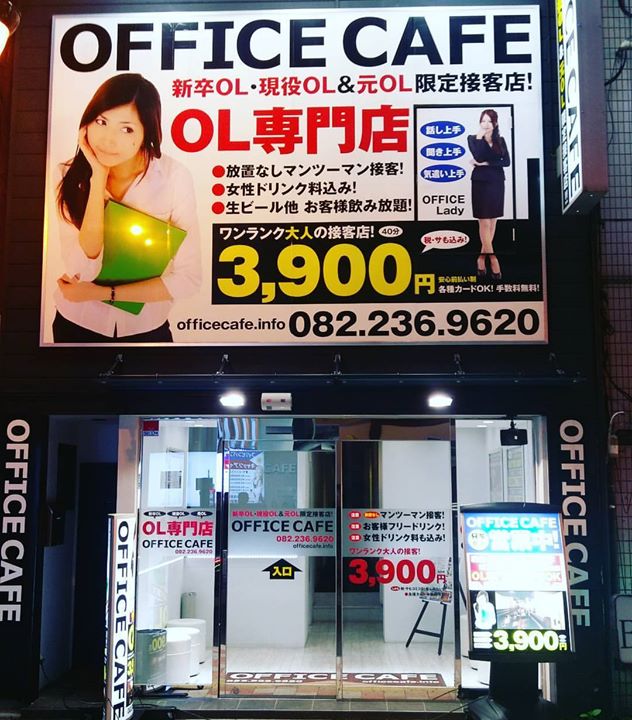 OFFICE CAFE
新卒OL・現役OL&元OL限定接客店!
OL専門店
●放置なしマンツーマン接客!
●女性ドリンク料込み!
●生ビール他 お客様飲み放題!
話し上手
聞き上手
気遣い上手
OFFICE
Lady
ワンランク大人の接客店! 40分
税・サも込み!
3,900円
安心前払い制
各種カードOK! 手数料無料!
officecafe.info 082.236.9620
OFFICE CAFE
OFFICE CAFE
OL専門店
OFFICE CAFE
082.236.9620
新卒OL・現役OL&元OL限定接客店!
OFFICE CAFE
082.236.9620
officecafe.info
入口
マンツーマン接客!
お客様フリードリンク!
女性ドリンク料も込み!
ワンランク大人の接客!
3,900円
OFFICE CAFE
officecafe.info
OFFICE CAFE
OFFICE CAFE
営業中!!
3,900円